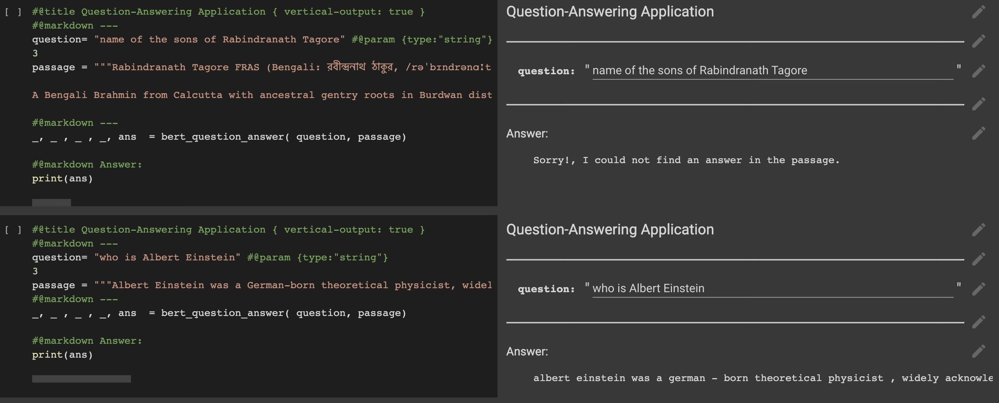 [ ] #@title Question-Answering Application { vertical-output: true }
#@markdown ---
question= "name of the sons of Rabindranath Tagore" #@param {type:"string"}
3
passage = """Rabindranath Tagore FRAS (Bengali: রবীন্দ্রনাথ ঠাকুর, /rəˈbɪndrənɑːt
A Bengali Brahmin from Calcutta with ancestral gentry roots in Burdwan dist
#@markdown ---
_, _ , _ , _, ans  = bert_question_answer( question, passage)
#@markdown Answer:
print(ans)
Question-Answering Application
question: " name of the sons of Rabindranath Tagore "
Answer:
Sorry!, I could not find an answer in the passage.
[ ] #@title Question-Answering Application { vertical-output: true }
#@markdown ---
question= "who is Albert Einstein" #@param {type:"string"}
3
passage = """Albert Einstein was a German-born theoretical physicist, widel
#@markdown ---
_, _ , _ , _, ans  = bert_question_answer( question, passage)
#@markdown Answer:
print(ans)
Question-Answering Application
question: " who is Albert Einstein "
Answer:
albert einstein was a german - born theoretical physicist , widely acknowle